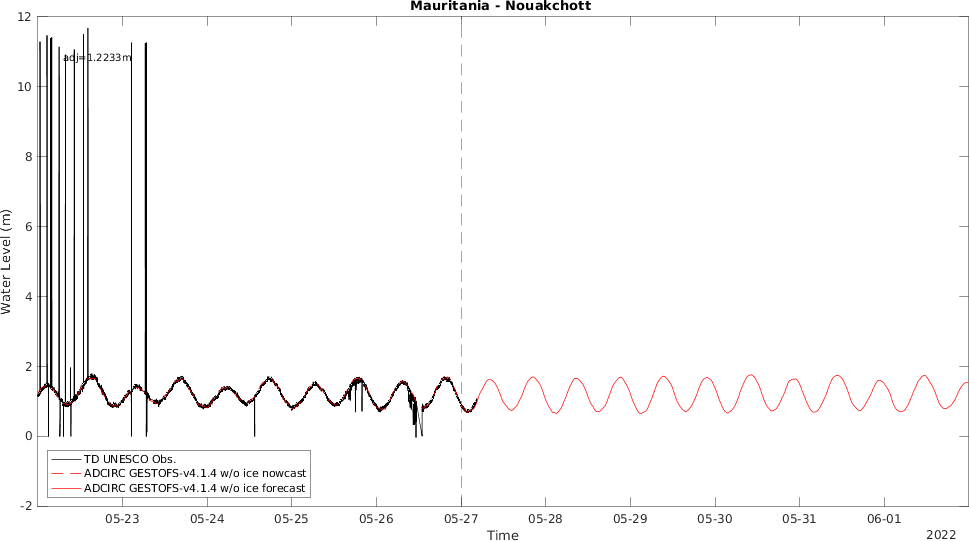 Mauritania - Nouakchott
12
10
8
6
4
2
0
-2
Water Level (m)
adj=1.2233m
TD UNESCO Obs.
ADCIRC GESTOFS-v4.1.4 w/o ice nowcast
ADCIRC GESTOFS-v4.1.4 w/o ice forecast
05-23 05-24 05-25 05-26 05-27 05-28 05-29 05-30 05-31 06-01
Time
2022